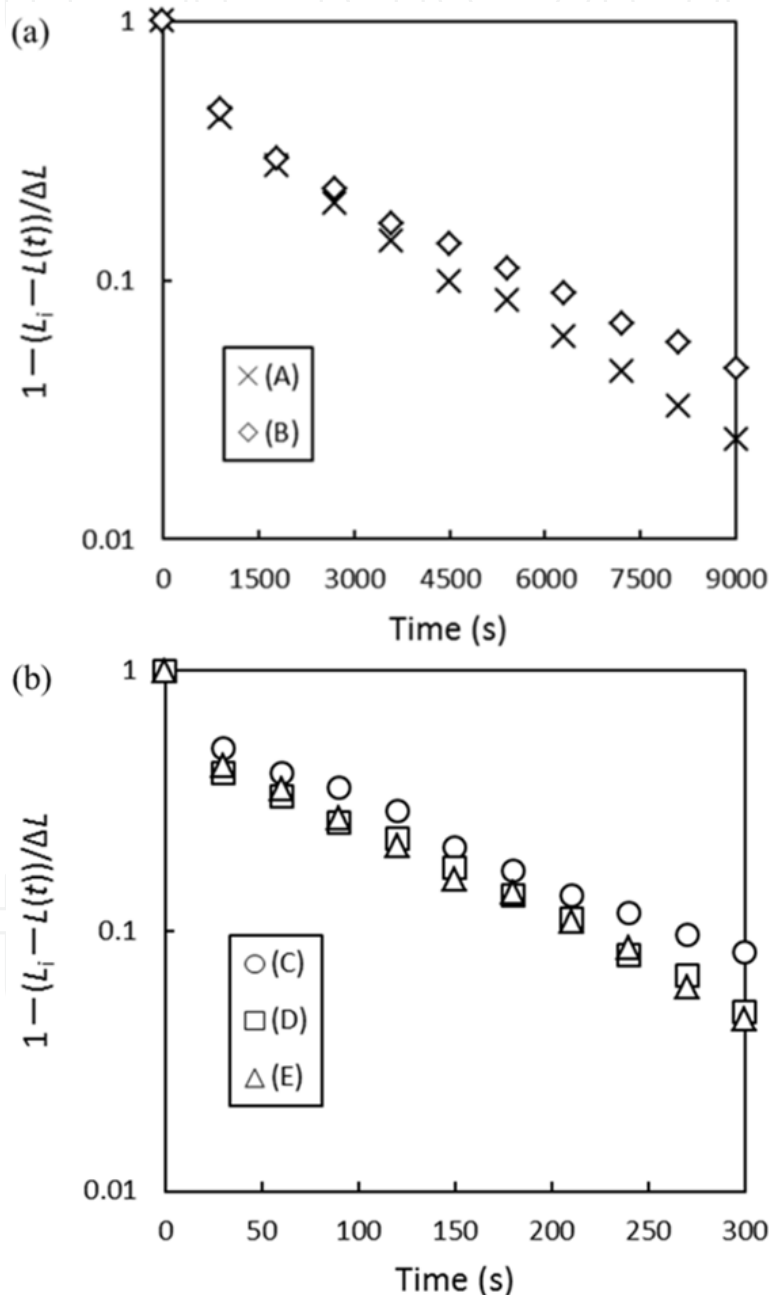 (a)
1
0.1
0.01
1−(Lᵢ−L(t))/ΔL
× (A)
◇ (B)
0 1500 3000 4500 6000 7500 9000
Time (s)
(b)
1
0.1
0.01
1−(Lᵢ−L(t))/ΔL
○ (C)
□ (D)
△ (E)
0 50 100 150 200 250 300
Time (s)